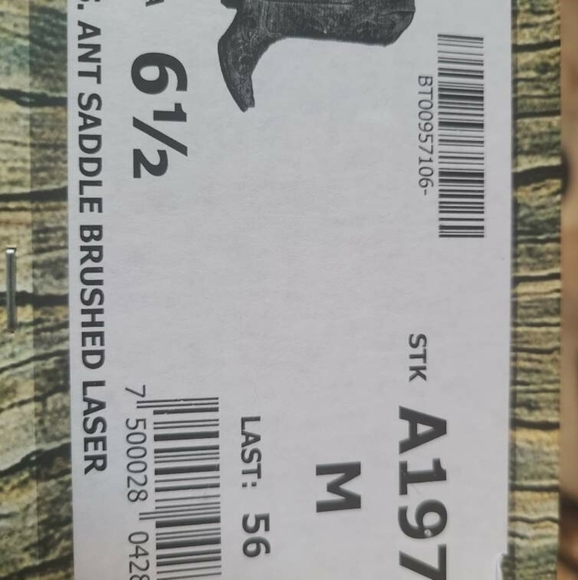 BT00957106-
STK A197
M
LAST: 56
6½
. ANT SADDLE BRUSHED LASER
7 500028 0428